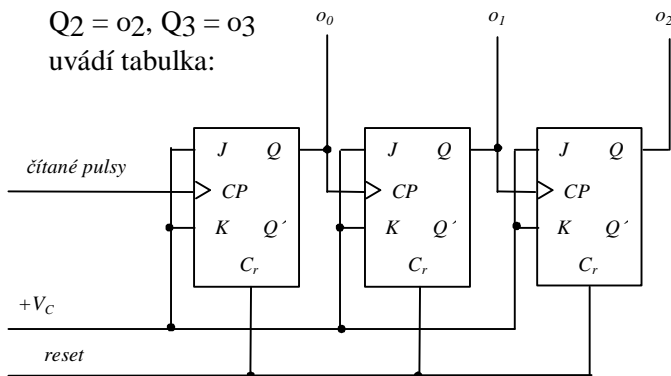 Q2 = o2, Q3 = o3
uvádí tabulka:
o0
o1
o2
J Q
J Q
J Q
čítané pulsy
CP
CP
CP
K Q´
K Q´
K Q´
Cr
Cr
Cr
+VC
reset